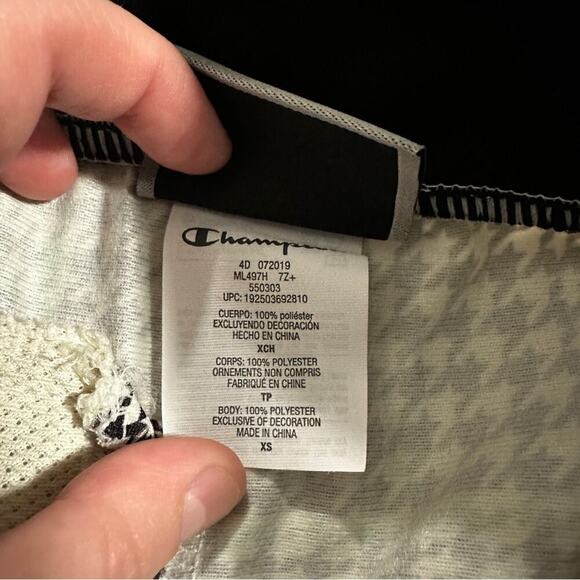 Champion
4D 072019
ML497H 7Z+
550303
UPC: 192503692810
CUERPO: 100% poliéster
EXCLUYENDO DECORACIÓN
HECHO EN CHINA
XCH
CORPS: 100% POLYESTER
ORNEMENTS NON COMPRIS
FABRIQUÉ EN CHINE
TP
BODY: 100% POLYESTER
EXCLUSIVE OF DECORATION
MADE IN CHINA
XS